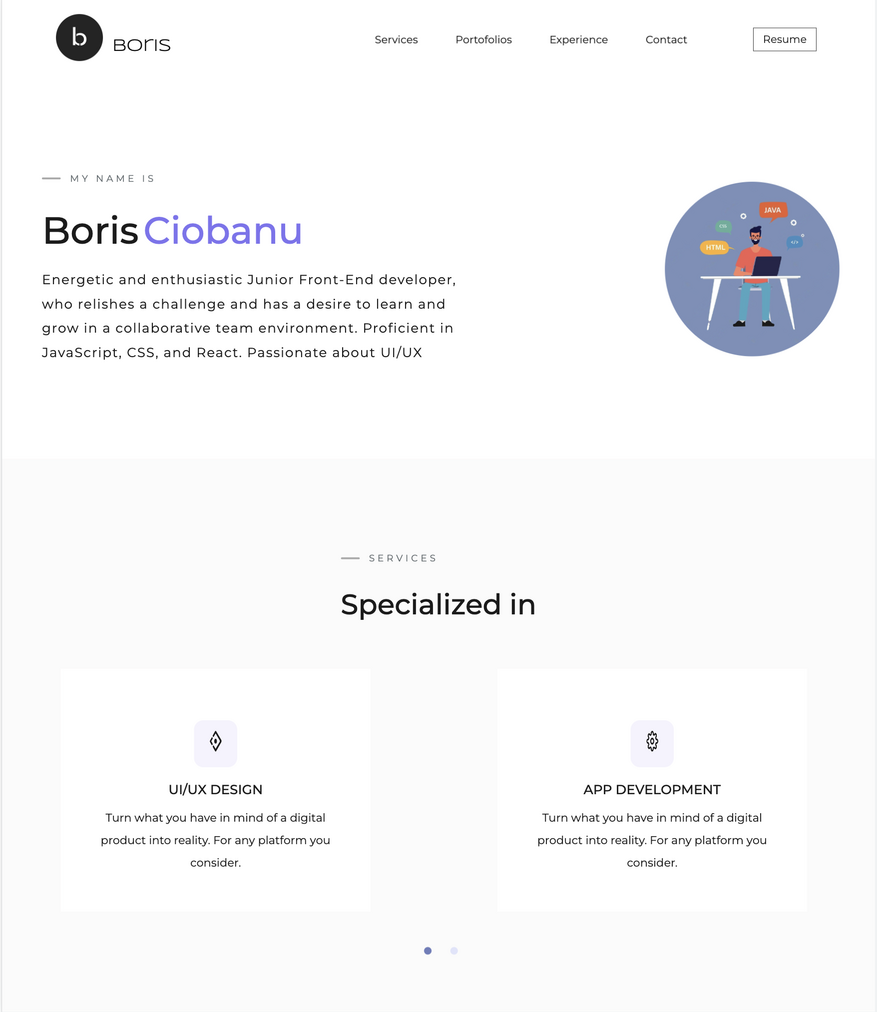 b BORIS
Services Portofolios Experience Contact Resume
MY NAME IS
Boris Ciobanu
Energetic and enthusiastic Junior Front-End developer,
who relishes a challenge and has a desire to learn and
grow in a collaborative team environment. Proficient in
JavaScript, CSS, and React. Passionate about UI/UX
JAVA
CSS
HTML
</>
SERVICES
Specialized in
UI/UX DESIGN
Turn what you have in mind of a digital
product into reality. For any platform you
consider.
APP DEVELOPMENT
Turn what you have in mind of a digital
product into reality. For any platform you
consider.